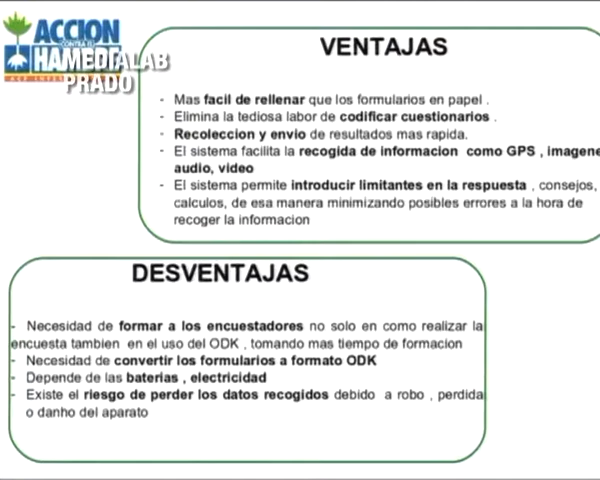 ACCION
CONTRA EL
HAMEDIALAB
PRADO
ACF INTER
VENTAJAS
- Mas facil de rellenar que los formularios en papel .
- Elimina la tediosa labor de codificar cuestionarios .
- Recoleccion y envio de resultados mas rapida.
- El sistema facilita la recogida de informacion como GPS , imagene
audio, video
- El sistema permite introducir limitantes en la respuesta , consejos,
calculos, de esa manera minimizando posibles errores a la hora de
recoger la informacion
DESVENTAJAS
- Necesidad de formar a los encuestadores no solo en como realizar la
encuesta tambien en el uso del ODK , tomando mas tiempo de formacion
- Necesidad de convertir los formularios a formato ODK
- Depende de las baterias , electricidad
- Existe el riesgo de perder los datos recogidos debido a robo , perdida
o danho del aparato